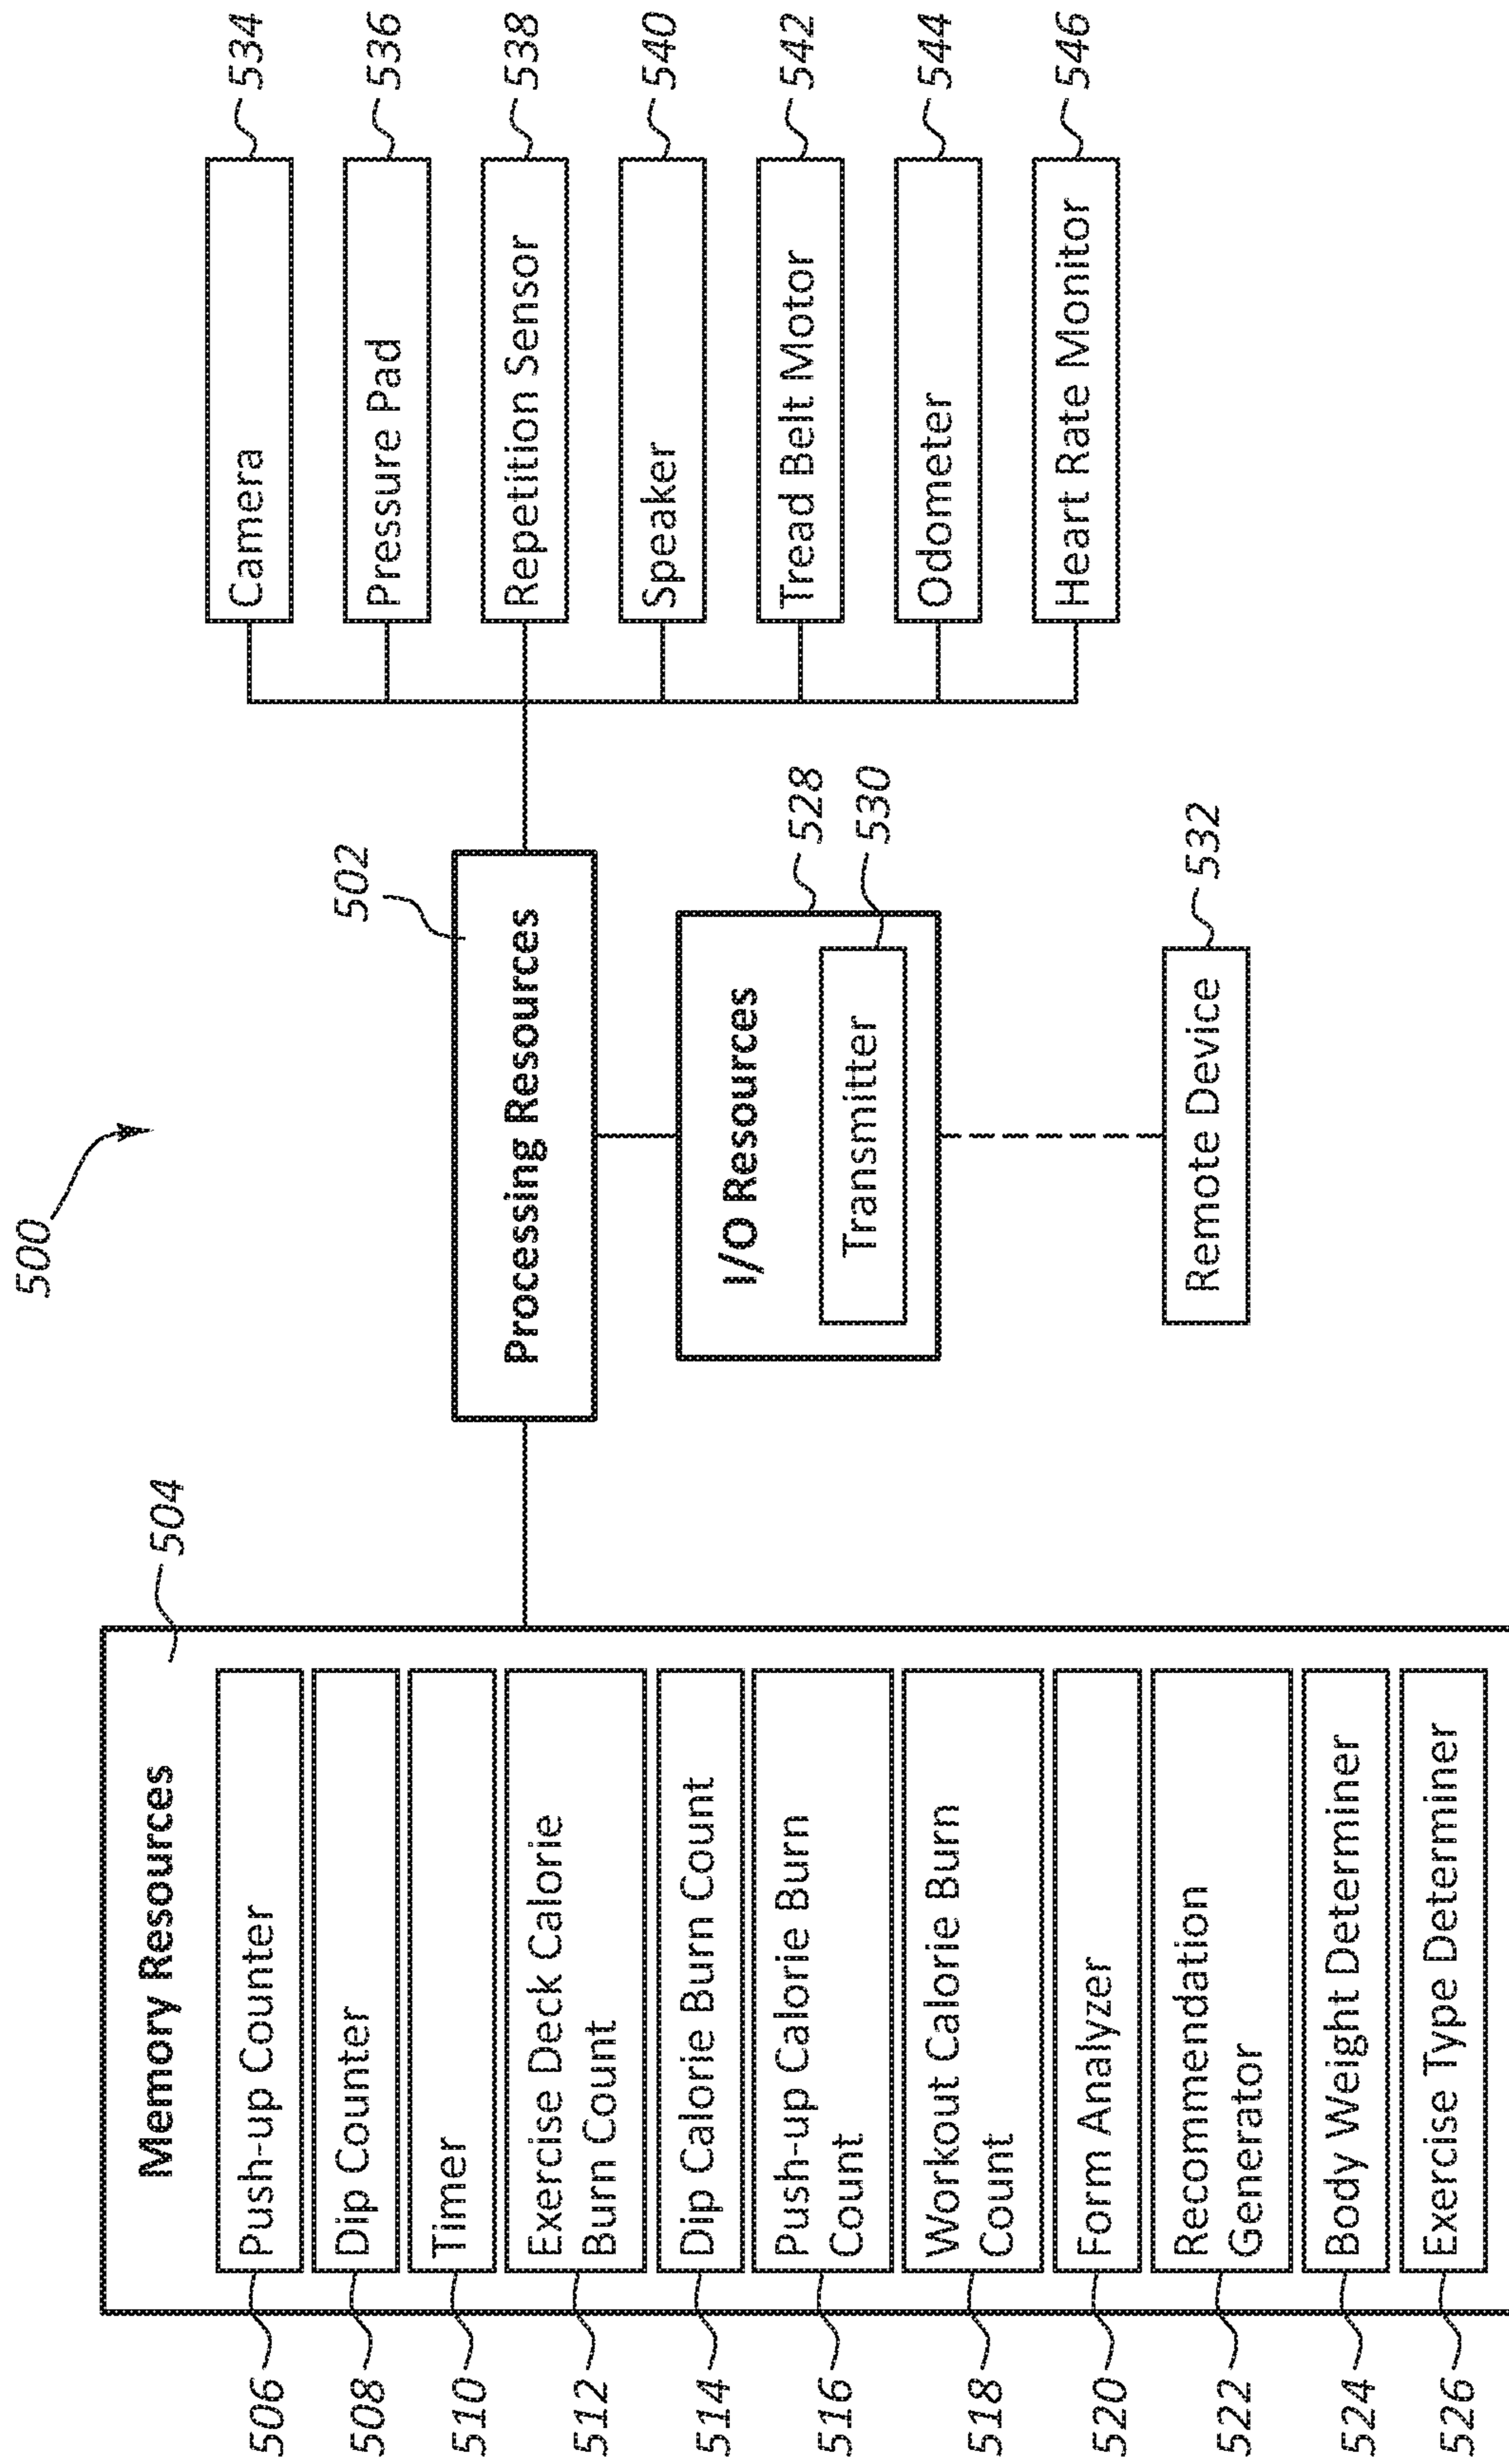 500
Memory Resources
504
506
Push-up Counter
508
Dip Counter
510
Timer
512
Exercise Deck Calorie
Burn Count
514
Dip Calorie Burn Count
516
Push-up Calorie Burn
Count
518
Workout Calorie Burn
Count
520
Form Analyzer
522
Recommendation
Generator
524
Body Weight Determiner
526
Exercise Type Determiner
502
Processing Resources
I/O Resources
528
Transmitter
530
Remote Device
532
Camera
534
Pressure Pad
536
Repetition Sensor
538
Speaker
540
Tread Belt Motor
542
Odometer
544
Heart Rate Monitor
546